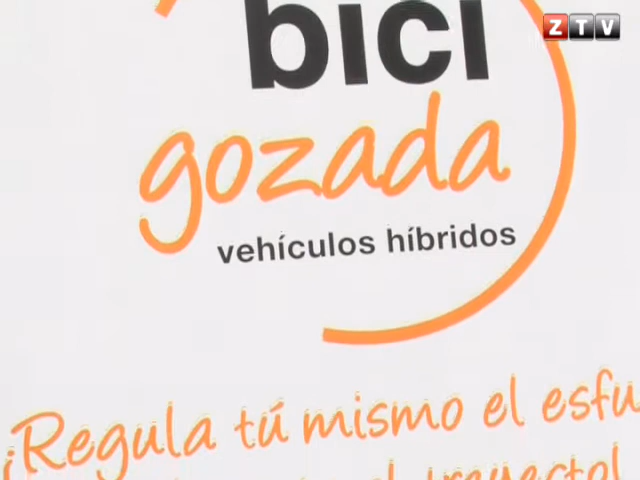 ZTV
bici
gozada
vehículos híbridos
¡Regula tú mismo el esfu